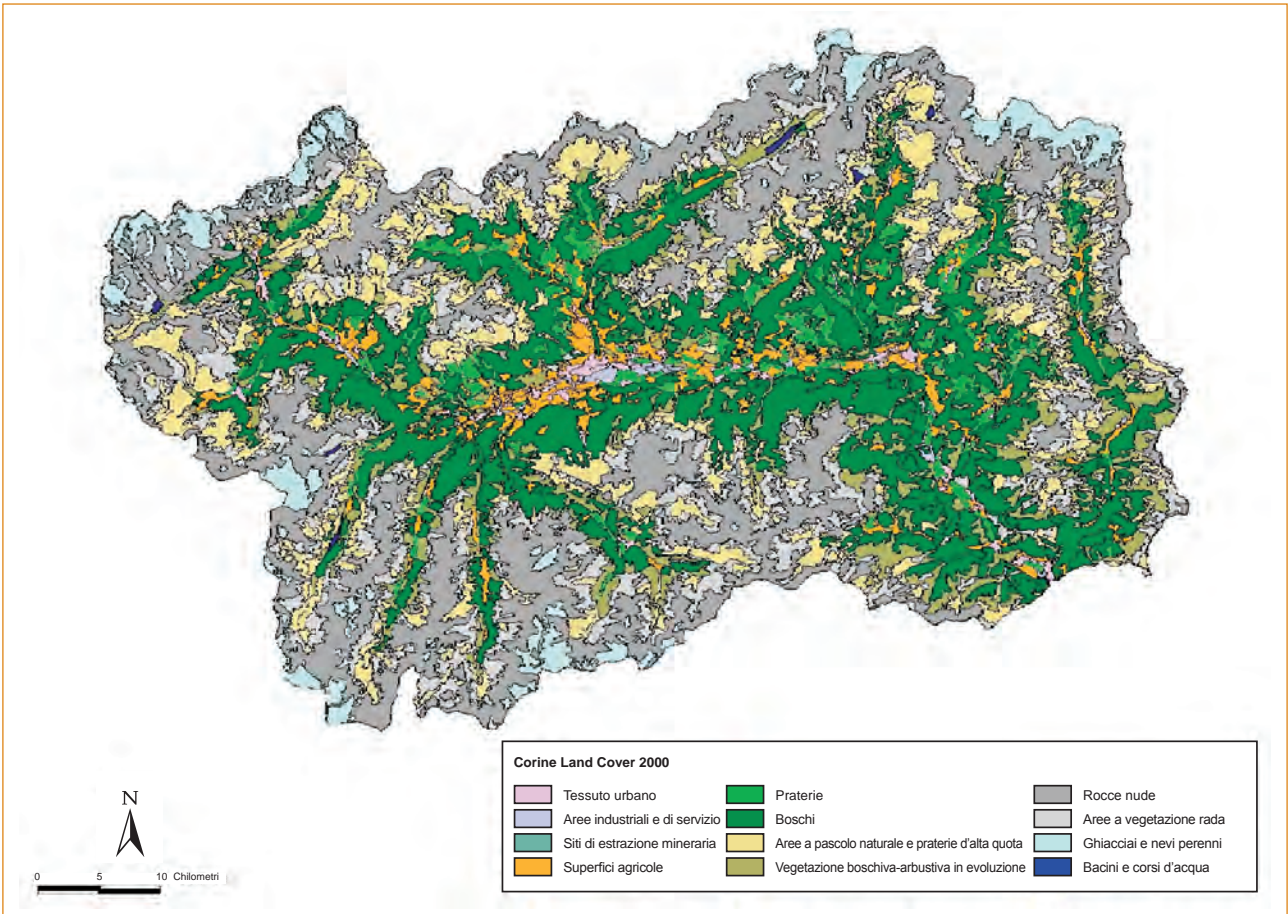 Corine Land Cover 2000
Tessuto urbano
Aree industriali e di servizio
Siti di estrazione mineraria
Superfici agricole
Praterie
Boschi
Aree a pascolo naturale e praterie d'alta quota
Vegetazione boschiva-arbustiva in evoluzione
Rocce nude
Aree a vegetazione rada
Ghiacciai e nevi perenni
Bacini e corsi d'acqua
N
0 5 10 Chilometri